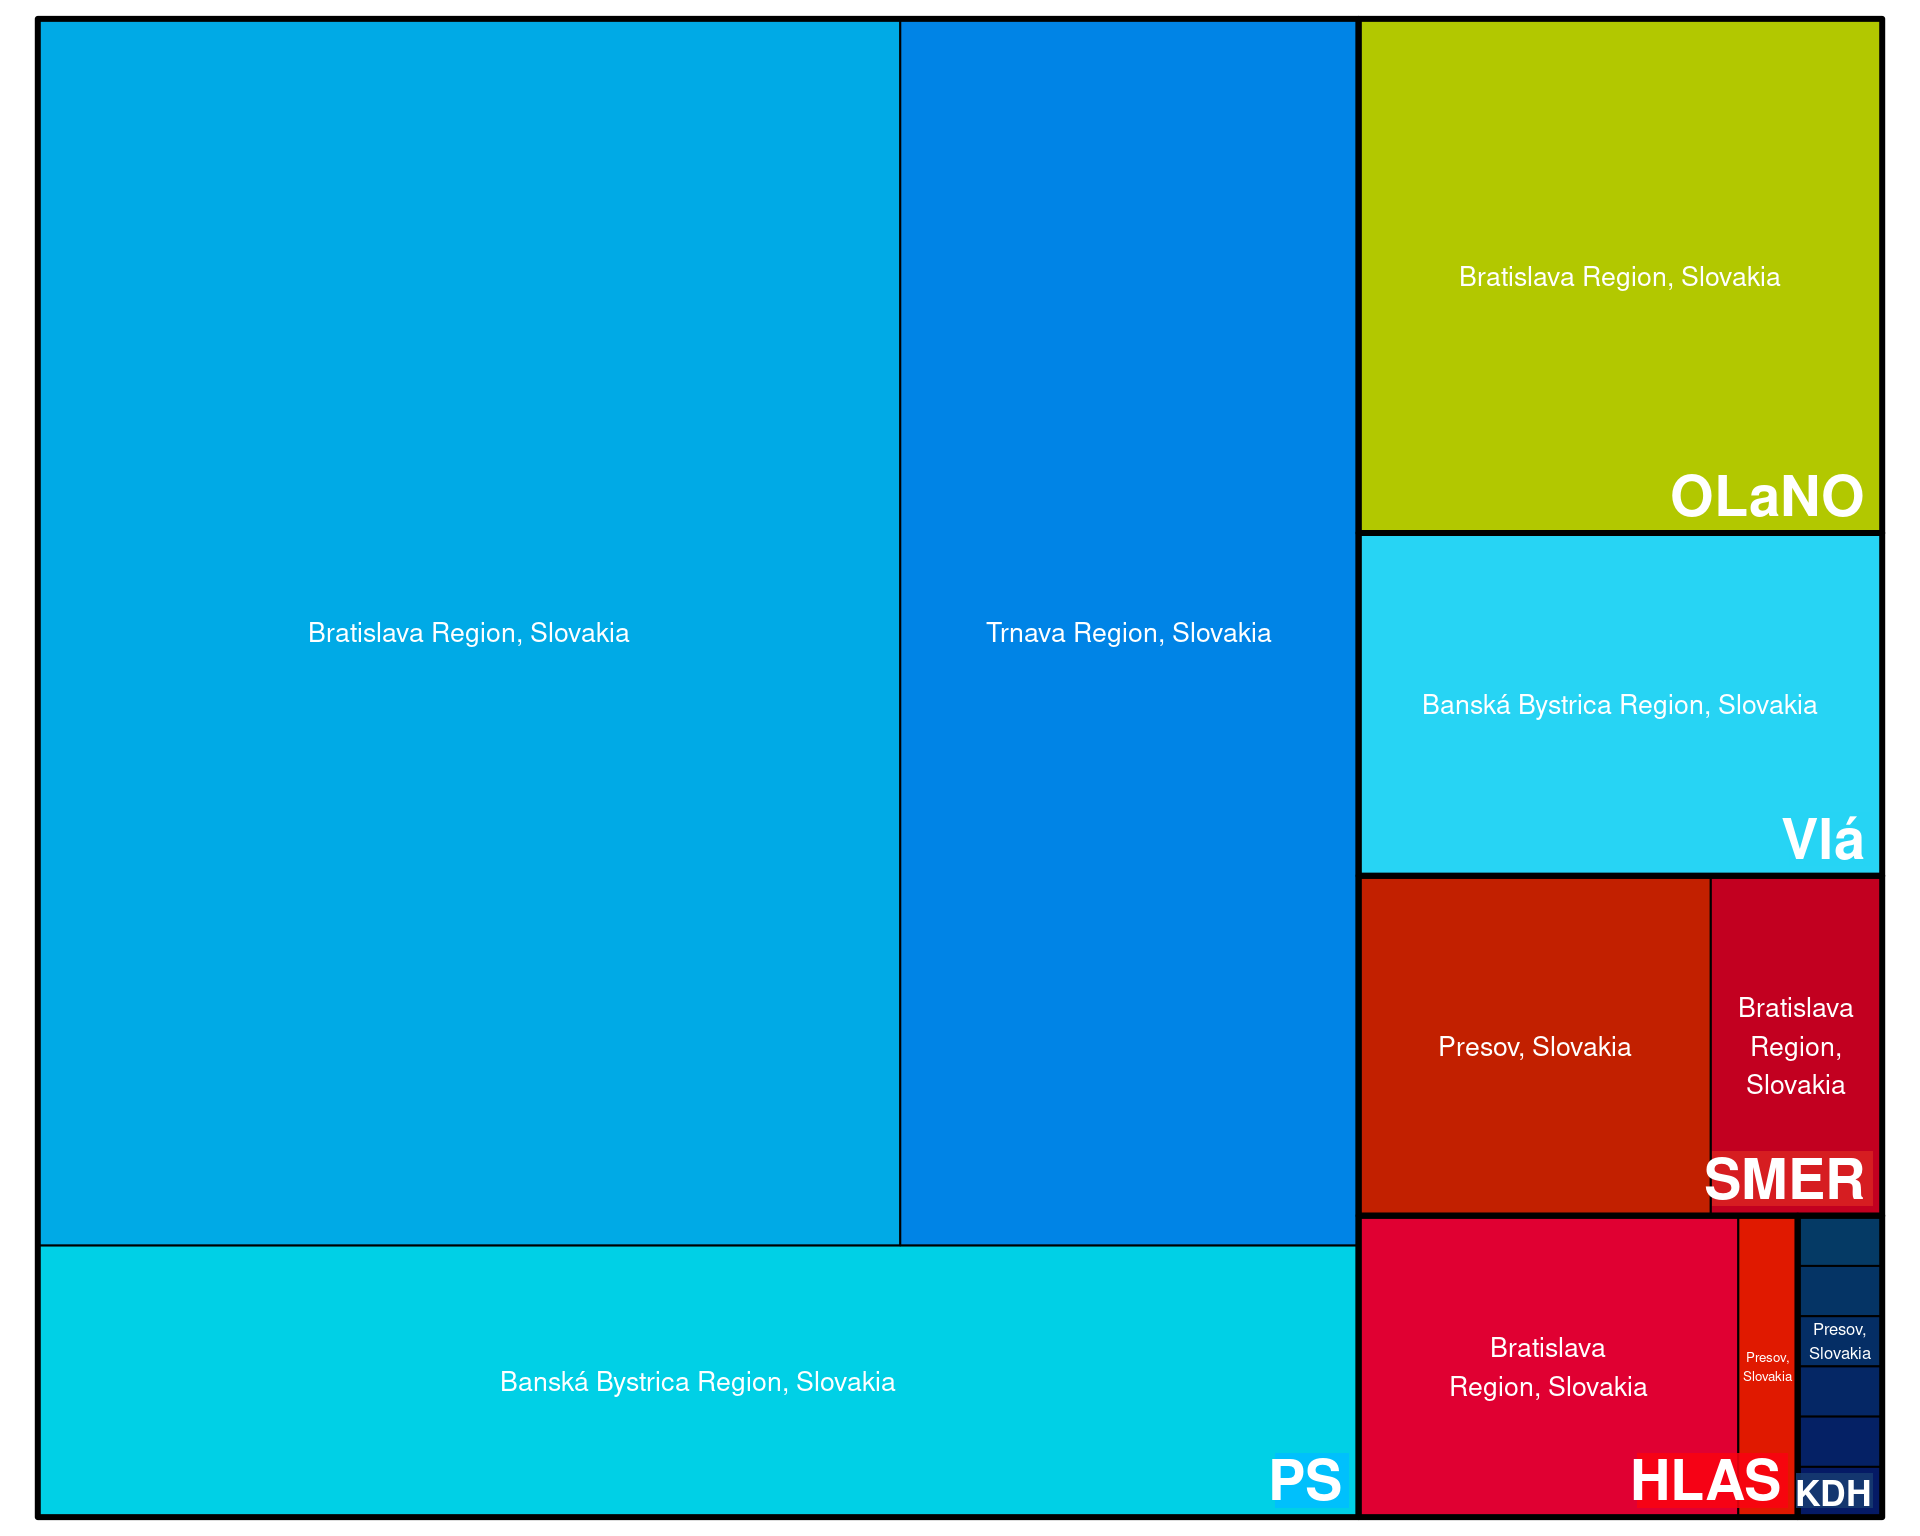 Bratislava Region, Slovakia
Trnava Region, Slovakia
Banská Bystrica Region, Slovakia
PS
Bratislava Region, Slovakia
OLaNO
Banská Bystrica Region, Slovakia
Vlá
Presov, Slovakia
Bratislava
Region,
Slovakia
SMER
Bratislava
Region, Slovakia
Presov,
Slovakia
HLAS
Presov,
Slovakia
KDH